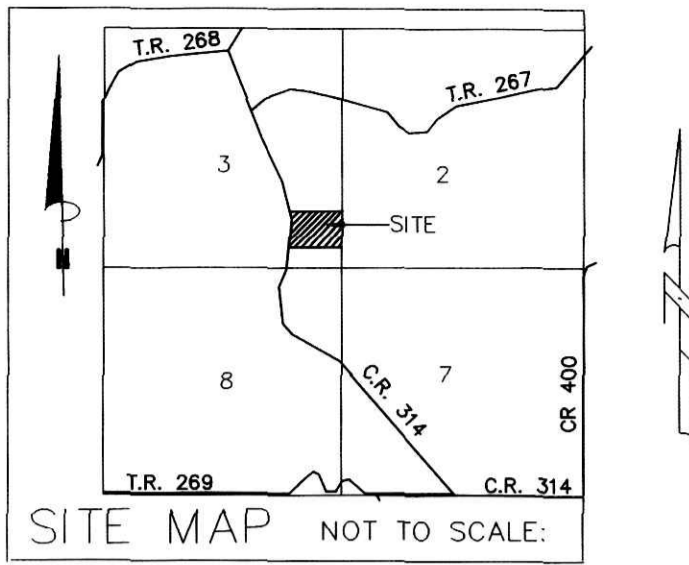 T.R. 268
T.R. 267
3
2
SITE
N
8
7
C.R. 314
CR 400
T.R. 269
C.R. 314
SITE MAP NOT TO SCALE: